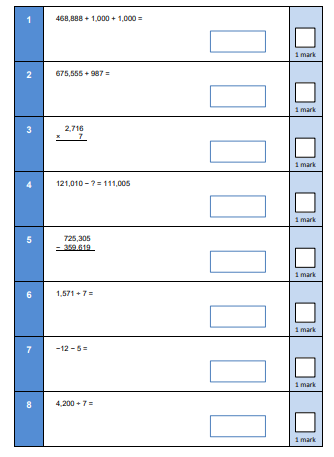 1
468,888 + 1,000 + 1,000 =
1 mark
2
675,555 + 987 =
1 mark
3
2,716
× 7
1 mark
4
121,010 − ? = 111,005
1 mark
5
725,305
− 359,619
1 mark
6
1,571 ÷ 7 =
1 mark
7
−12 − 5 =
1 mark
8
4,200 ÷ 7 =
1 mark